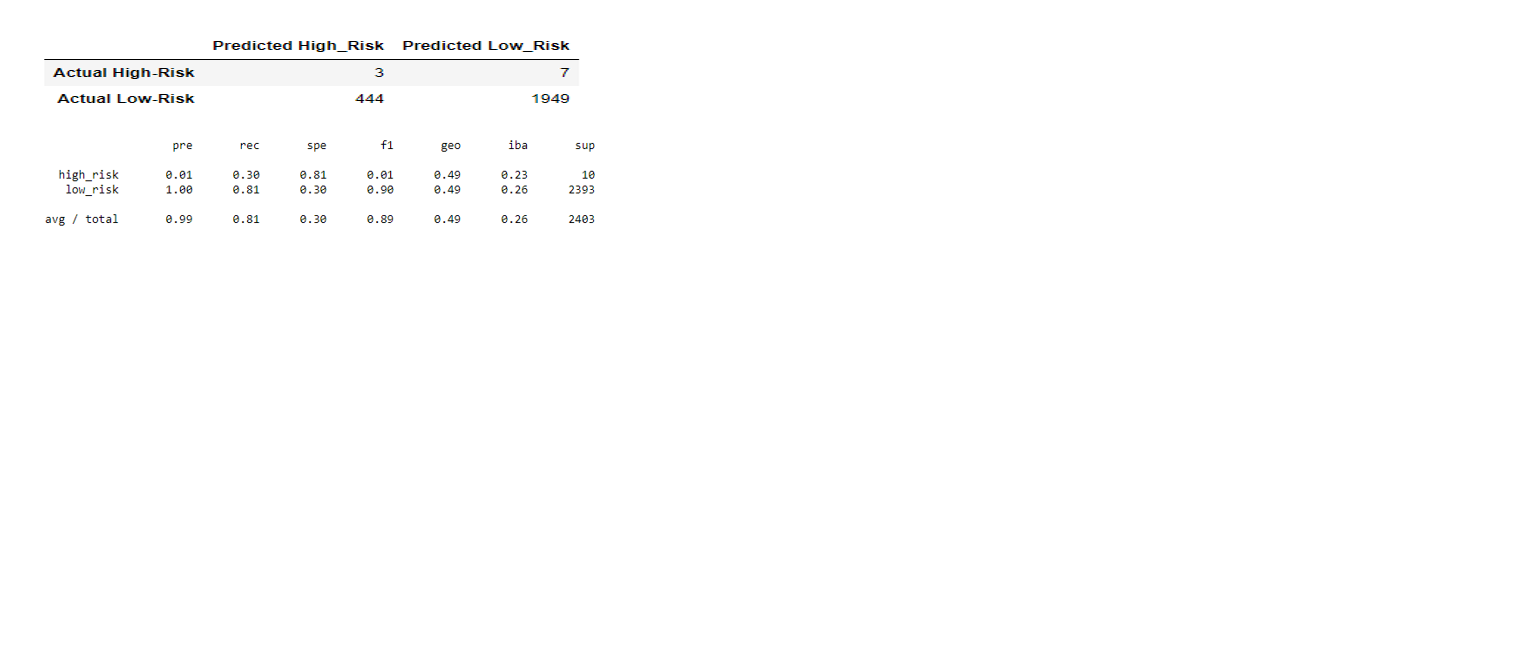 Predicted High_Risk Predicted Low_Risk
Actual High-Risk 3 7
Actual Low-Risk 444 1949
pre rec spe f1 geo iba sup
high_risk 0.01 0.30 0.81 0.01 0.49 0.23 10
low_risk 1.00 0.81 0.30 0.90 0.49 0.26 2393
avg / total 0.99 0.81 0.30 0.89 0.49 0.26 2403